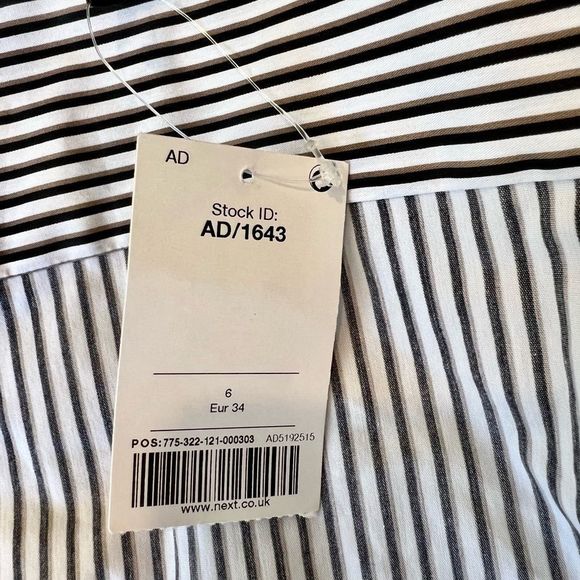 AD
Stock ID:
AD/1643
6
Eur 34
POS:775-322-121-000303 AD5192515
www.next.co.uk